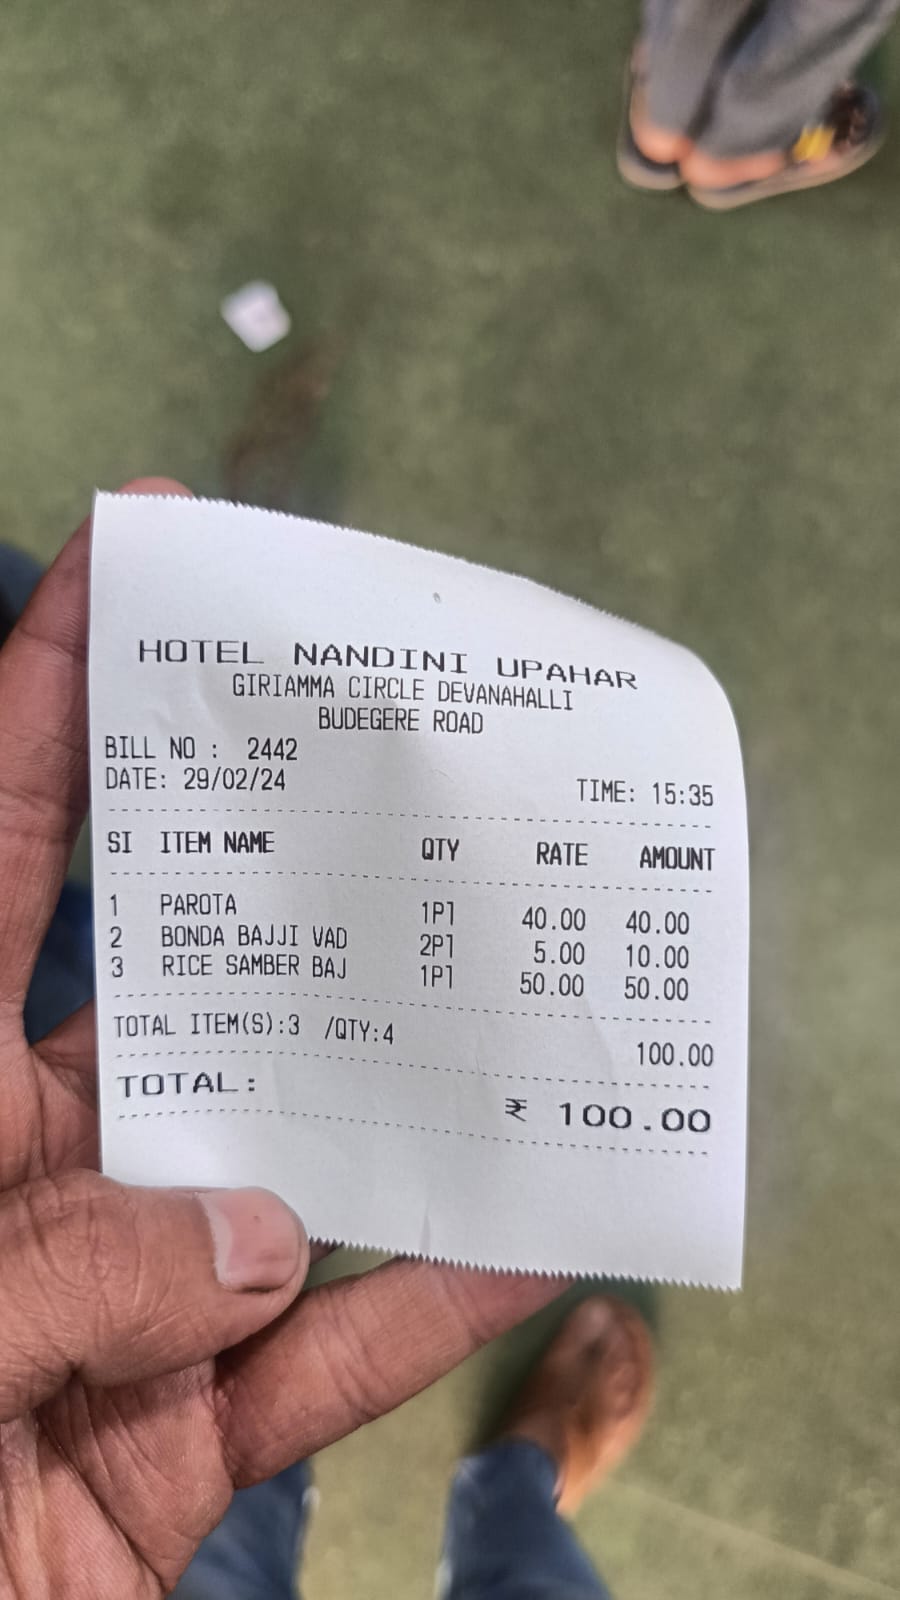 HOTEL NANDINI UPAHAR
GIRIAMMA CIRCLE DEVANAHALLI
BUDEGERE ROAD
BILL NO : 2442
DATE: 29/02/24 TIME: 15:35
SI ITEM NAME QTY RATE AMOUNT
1 PAROTA 1P1 40.00 40.00
2 BONDA BAJJI VAD 2P1 5.00 10.00
3 RICE SAMBER BAJ 1P1 50.00 50.00
TOTAL ITEM(S):3 /QTY:4 100.00
TOTAL: ₹ 100.00